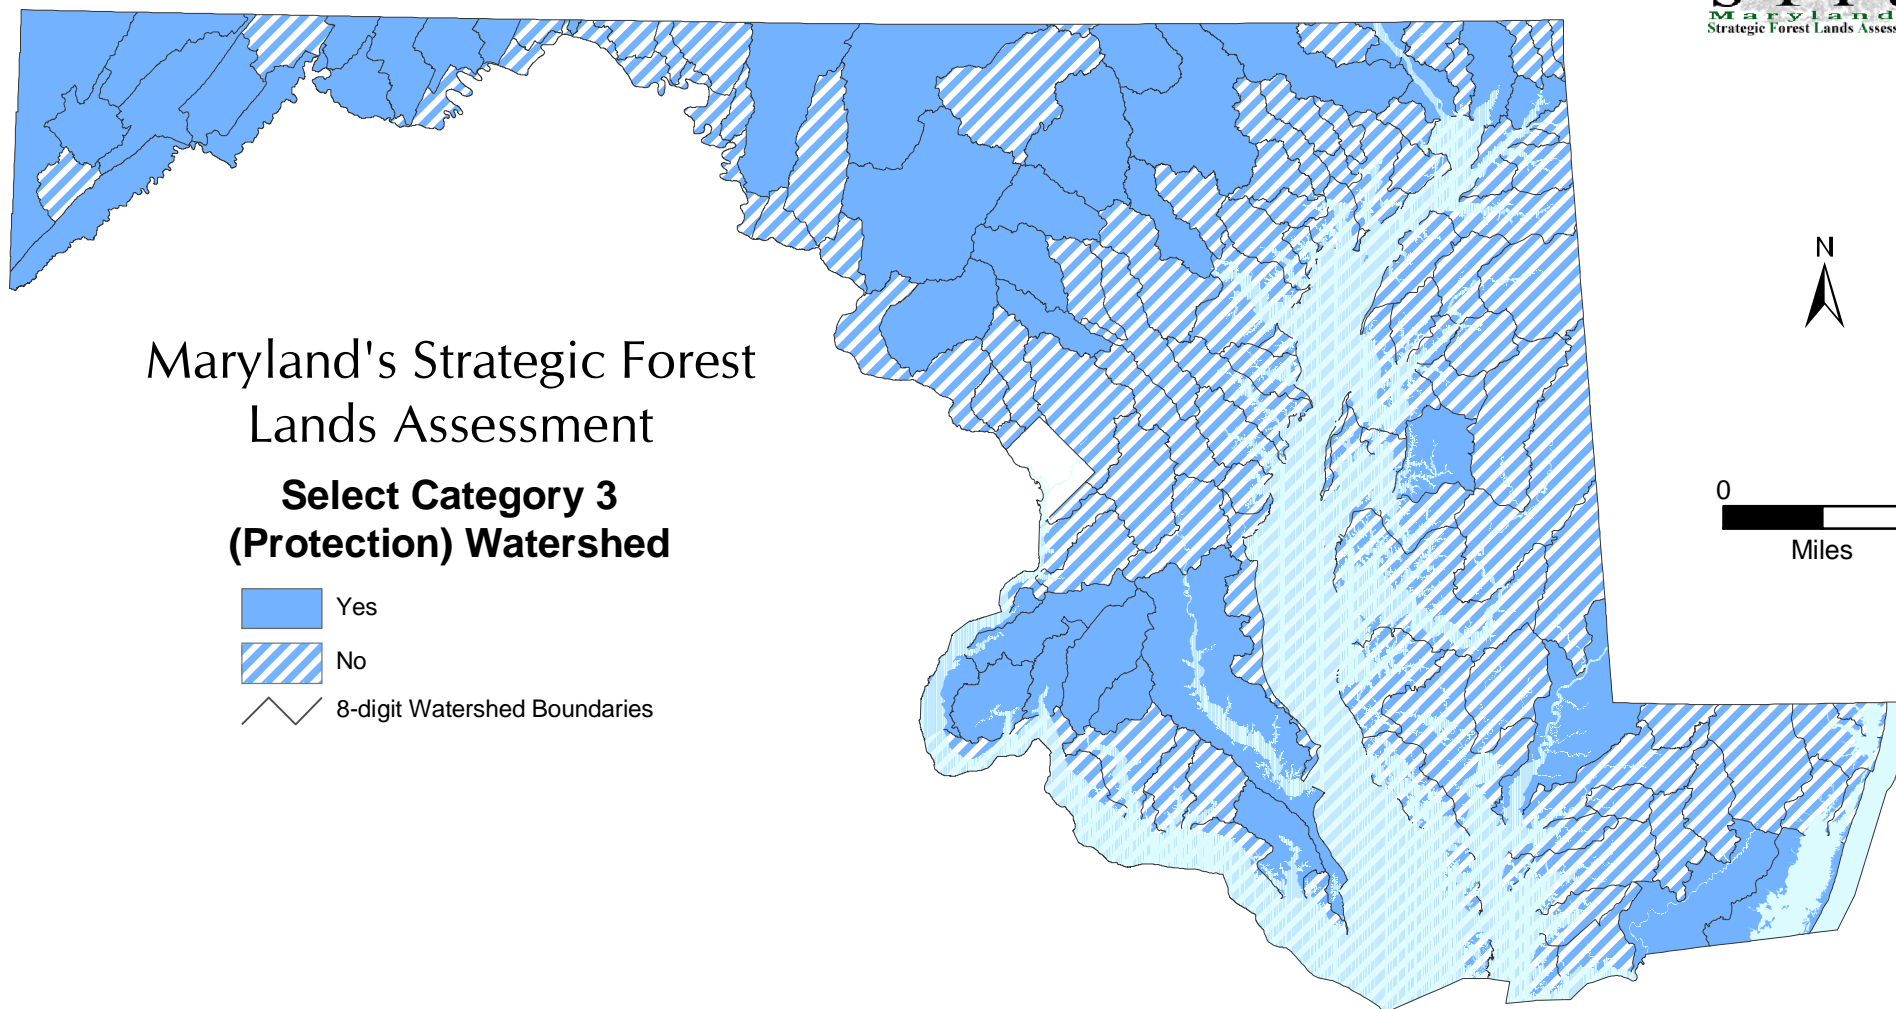 Maryland
Strategic Forest Lands Assess
Maryland's Strategic Forest
Lands Assessment
Select Category 3
(Protection) Watershed
Yes
No
8-digit Watershed Boundaries
N
0
Miles